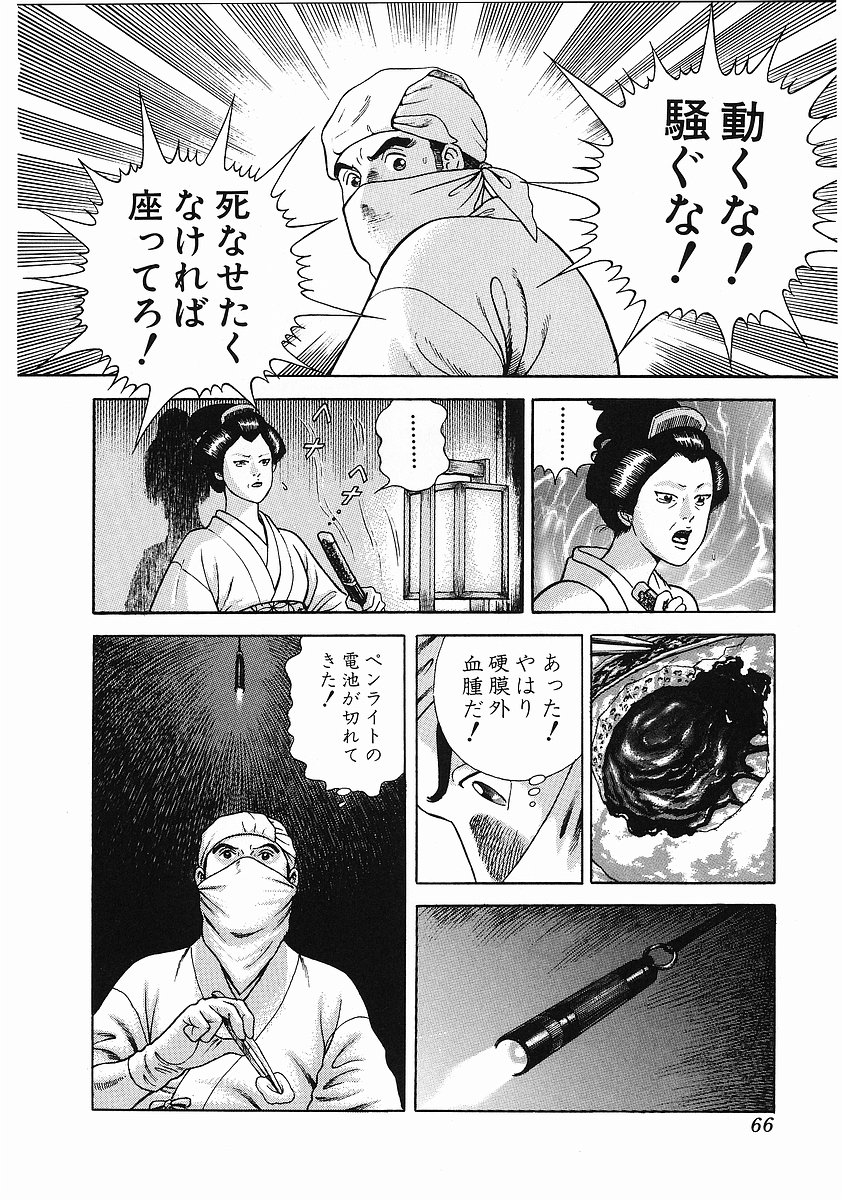 動くな！
騒ぐな！
死なせたく
なければ
座ってろ！
………
………
ヘナ
ヘナ
あった！
やはり
硬膜外
血腫だ！
ペンライトの
電池が切れて
きた！
66